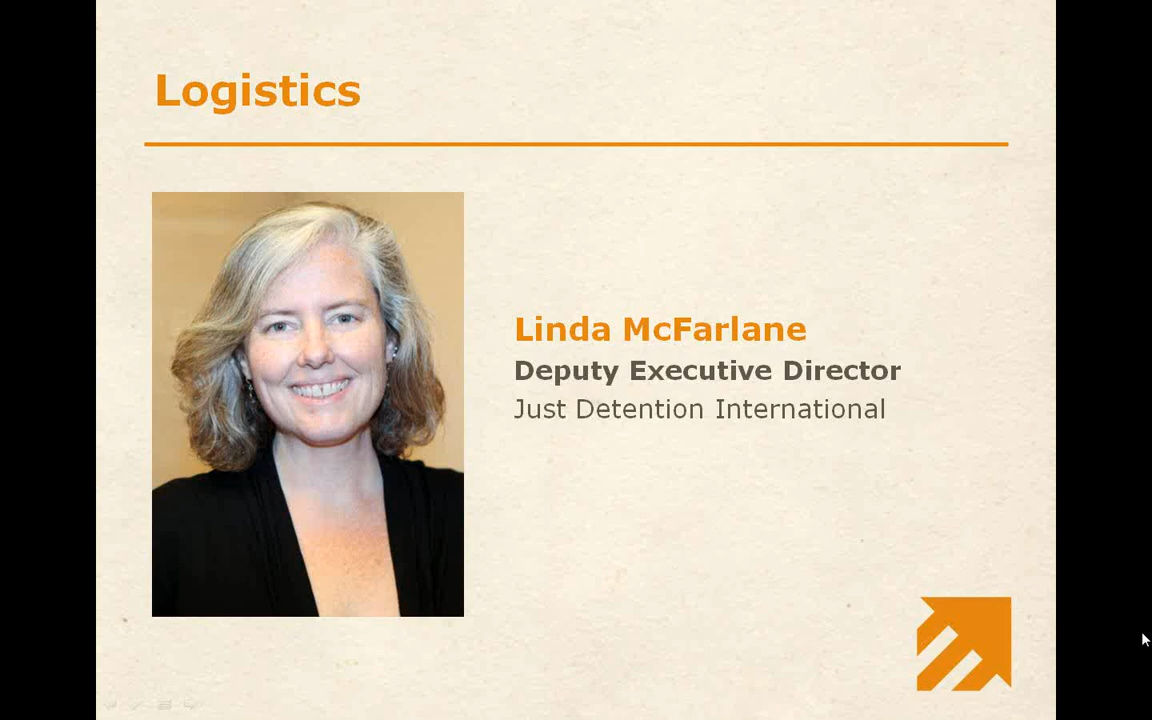 Logistics
Linda McFarlane
Deputy Executive Director
Just Detention International